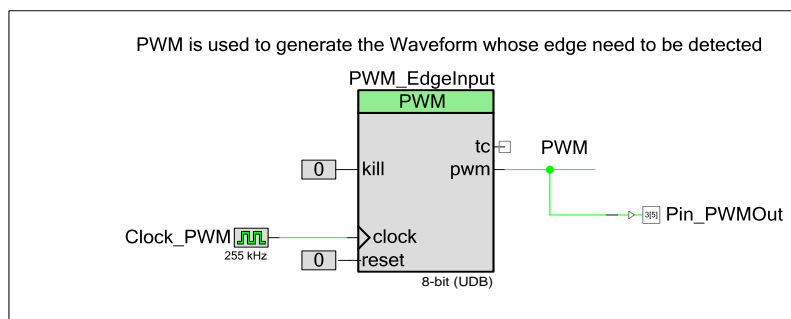 PWM is used to generate the Waveform whose edge need to be detected
PWM_EdgeInput
PWM
tc
PWM
0
kill
pwm
3[5]
Pin_PWMOut
Clock_PWM
clock
255 kHz
0
reset
8-bit (UDB)